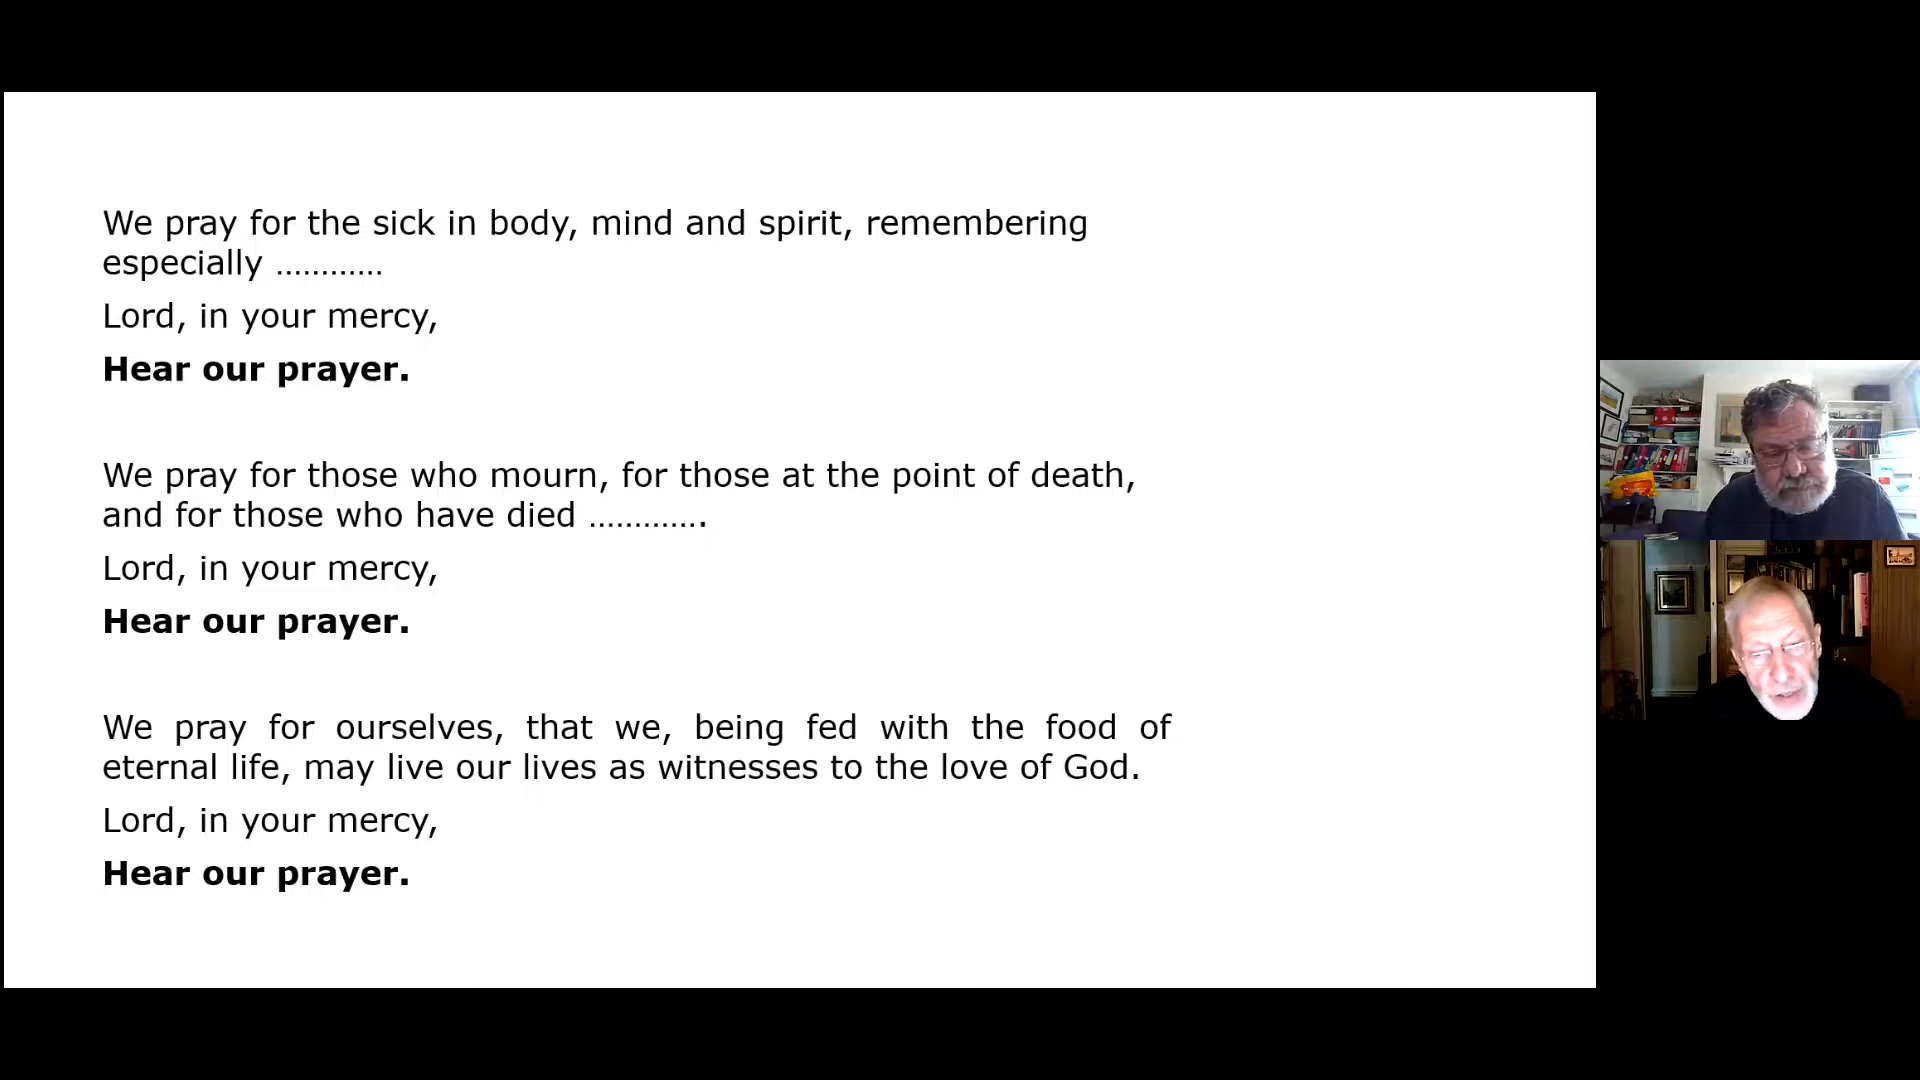 We pray for the sick in body, mind and spirit, remembering
especially …………
Lord, in your mercy,
Hear our prayer.
We pray for those who mourn, for those at the point of death,
and for those who have died ………….
Lord, in your mercy,
Hear our prayer.
We pray for ourselves, that we, being fed with the food of
eternal life, may live our lives as witnesses to the love of God.
Lord, in your mercy,
Hear our prayer.